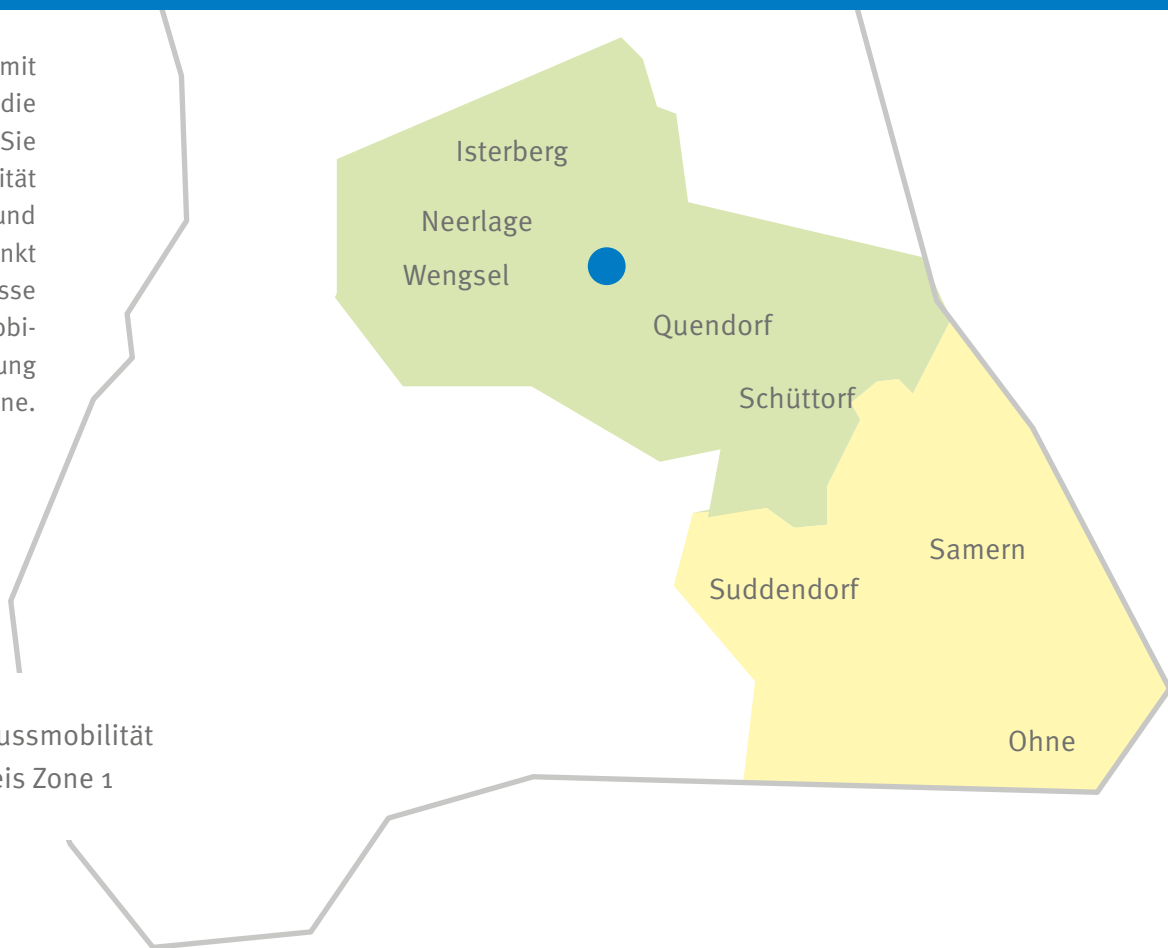 mit
die
Sie
ität
und
nkt
sse
obi-
ung
ne.
Isterberg
Neerlage
Wengsel
Quendorf
Schüttorf
Samern
Suddendorf
Ohne
ussmobilität
eis Zone 1